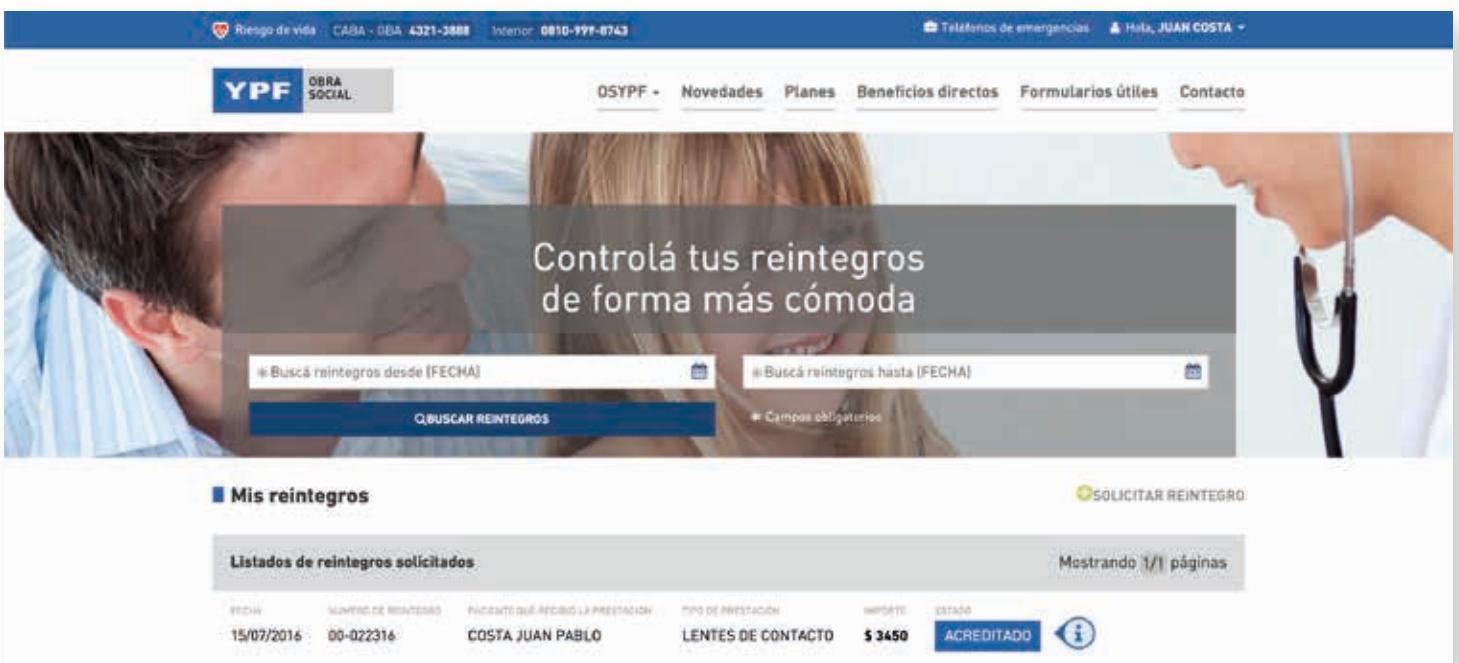 Riesgo de vida CABA - GBA 4321-3888 Interior 0810-999-8743 Teléfonos de emergencias Hola, JUAN COSTA
YPF OBRA SOCIAL
OSYPF Novedades Planes Beneficios directos Formularios útiles Contacto
Controlá tus reintegros
de forma más cómoda
* Buscá reintegros desde (FECHA) * Buscá reintegros hasta (FECHA)
BUSCAR REINTEGROS * Campos obligatorios
Mis reintegros SOLICITAR REINTEGRO
Listados de reintegros solicitados Mostrando 1/1 páginas
FECHA NUMERO DE REINTEGRO PACIENTE QUE RECIBIO LA PRESTACIÓN TIPO DE PRESTACIÓN IMPORTE ESTADO
15/07/2016 00-022316 COSTA JUAN PABLO LENTES DE CONTACTO $ 3450 ACREDITADO i